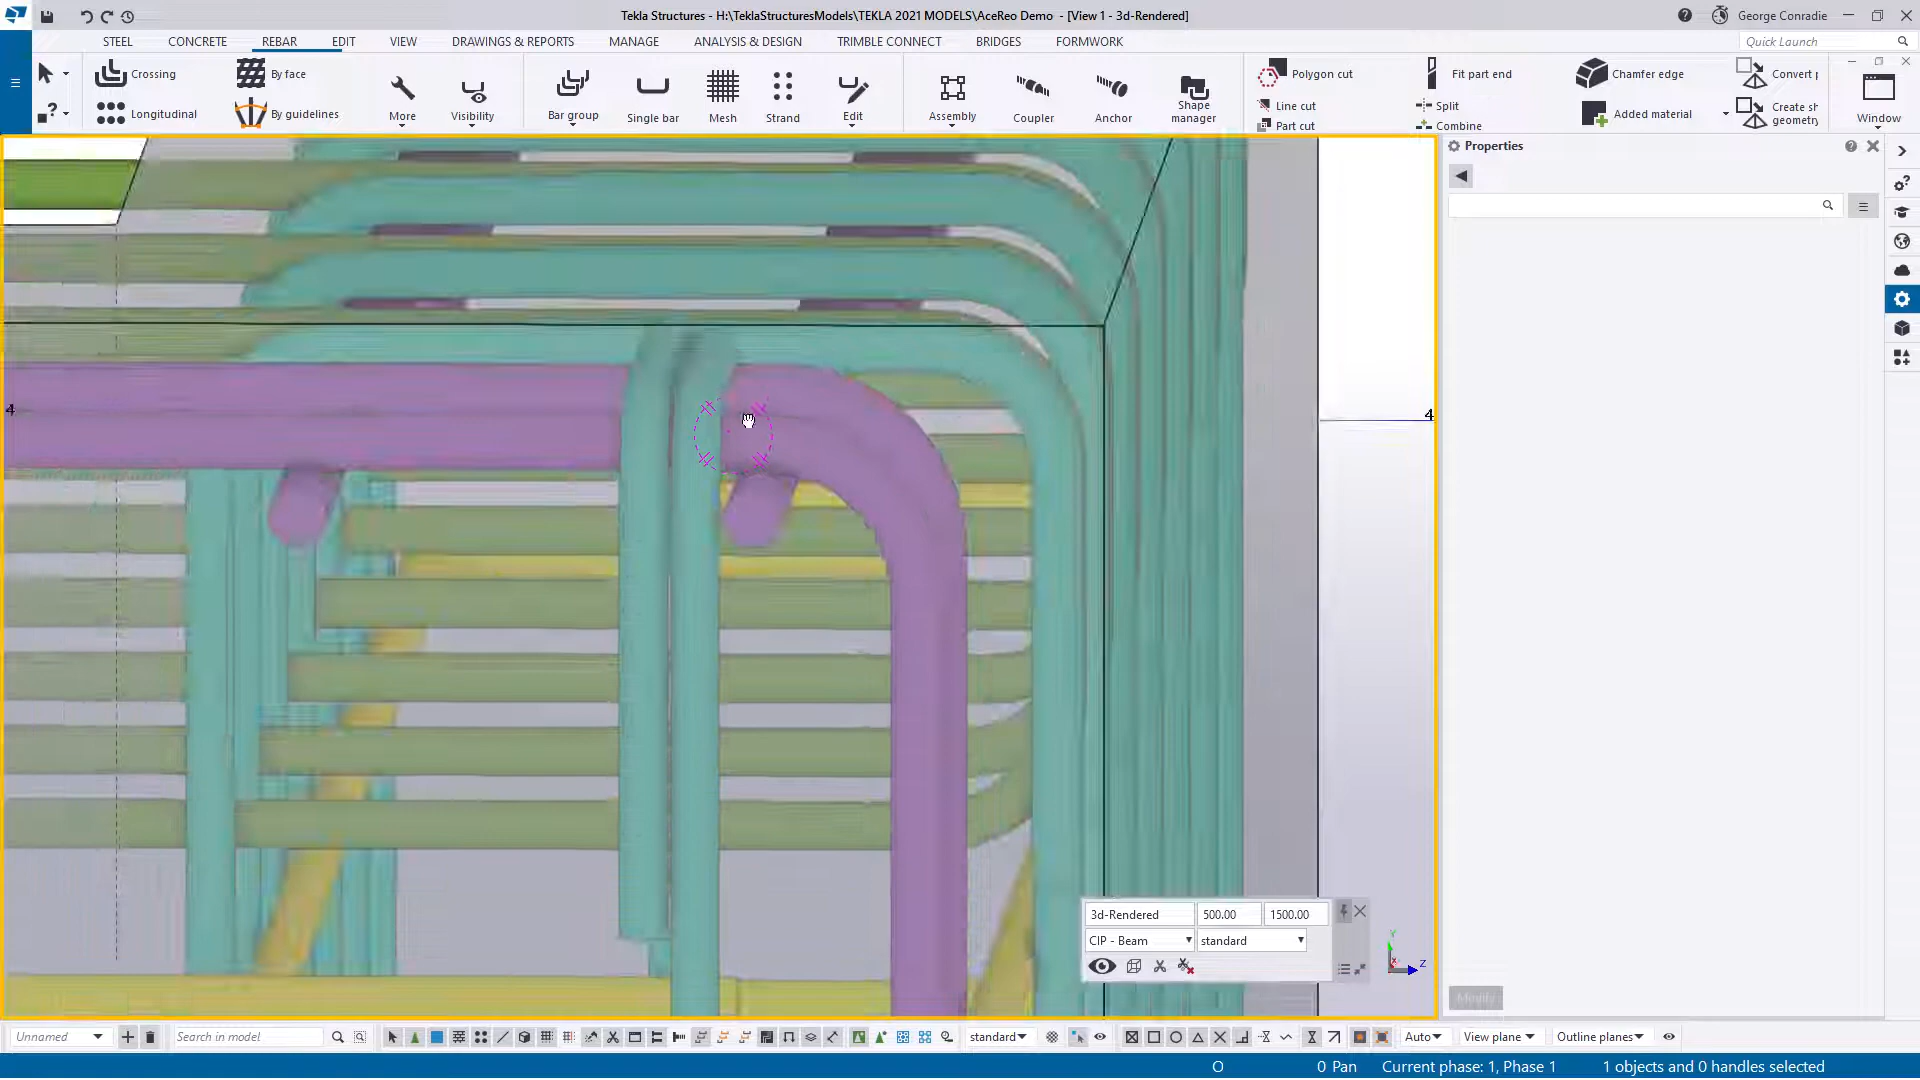 Tekla Structures - H:\TeklaStructuresModels\TEKLA 2021 MODELS\AceReo Demo - [View 1 - 3d-Rendered]
George Conradie
STEEL CONCRETE REBAR EDIT VIEW DRAWINGS & REPORTS MANAGE ANALYSIS & DESIGN TRIMBLE CONNECT BRIDGES FORMWORK
Quick Launch
Crossing
By face
Longitudinal
By guidelines
More
Visibility
Bar group
Single bar
Mesh
Strand
Edit
Assembly
Coupler
Anchor
Shape
manager
Polygon cut
Line cut
Part cut
Fit part end
Split
Combine
Chamfer edge
Added material
Convert p
Create sh
geometry
Window
Properties
4
4
3d-Rendered 500.00 1500.00
CIP - Beam standard
Y
x
Z
Modify
Unnamed
Search in model
standard
Auto
View plane
Outline planes
O 0 Pan Current phase: 1, Phase 1 1 objects and 0 handles selected